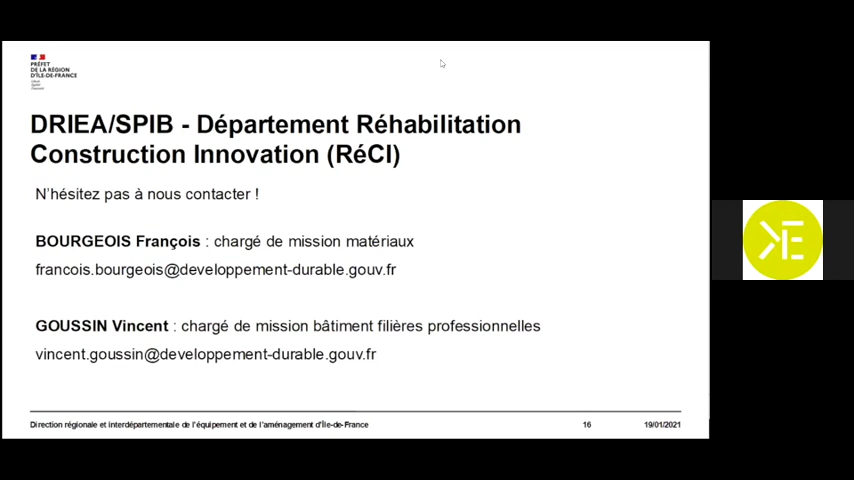 PRÉFET
DE LA RÉGION
D'ÎLE-DE-FRANCE
Liberté
Égalité
Fraternité
DRIEA/SPIB - Département Réhabilitation
Construction Innovation (RéCI)
N'hésitez pas à nous contacter !
BOURGEOIS François : chargé de mission matériaux
francois.bourgeois@developpement-durable.gouv.fr
GOUSSIN Vincent : chargé de mission bâtiment filières professionnelles
vincent.goussin@developpement-durable.gouv.fr
Direction régionale et interdépartementale de l'équipement et de l'aménagement d'Île-de-France
16
19/01/2021